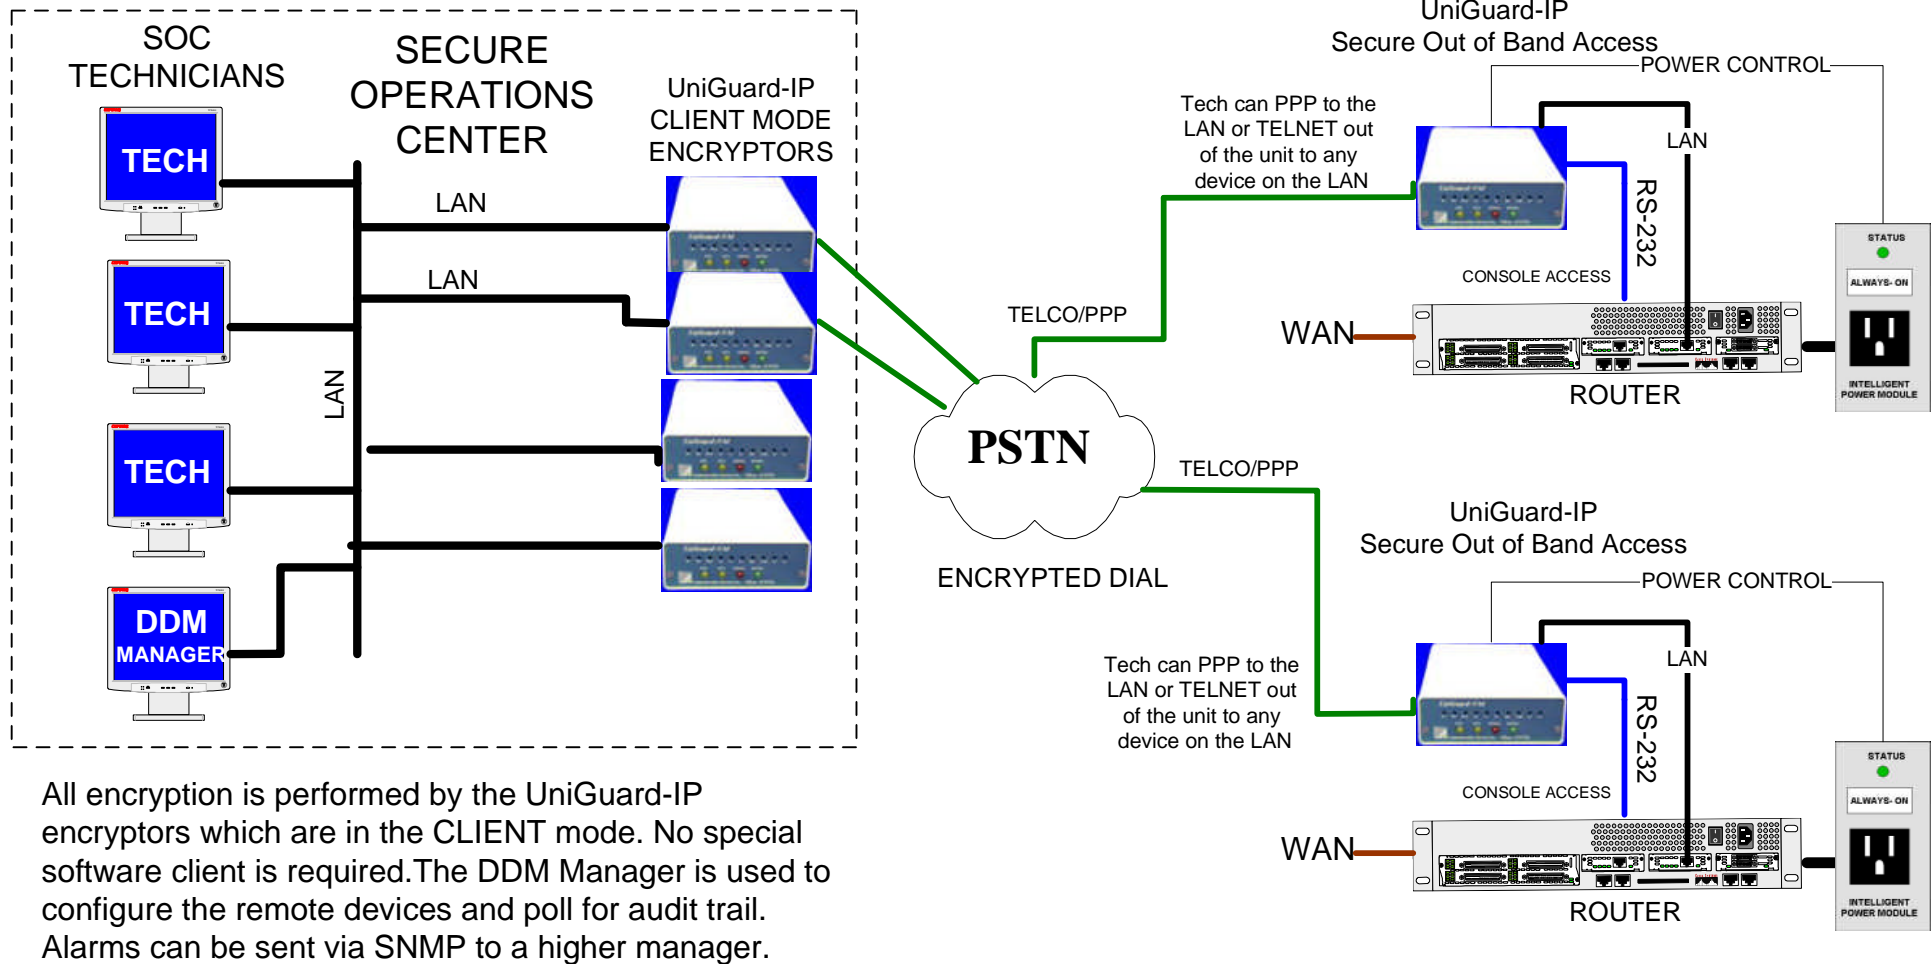 SOC
TECHNICIANS
SECURE
OPERATIONS
CENTER
UniGuard-IP
CLIENT MODE
ENCRYPTORS
TECH
TECH
TECH
DDM
MANAGER
LAN
LAN
LAN
PSTN
ENCRYPTED DIAL
TELCO/PPP
TELCO/PPP
UniGuard-IP
Secure Out of Band Access
POWER CONTROL
Tech can PPP to the
LAN or TELNET out
of the unit to any
device on the LAN
LAN
RS-232
CONSOLE ACCESS
WAN
ROUTER
STATUS
ALWAYS- ON
INTELLIGENT
POWER MODULE
UniGuard-IP
Secure Out of Band Access
POWER CONTROL
Tech can PPP to the
LAN or TELNET out
of the unit to any
device on the LAN
LAN
RS-232
CONSOLE ACCESS
WAN
ROUTER
STATUS
ALWAYS- ON
INTELLIGENT
POWER MODULE
All encryption is performed by the UniGuard-IP
encryptors which are in the CLIENT mode. No special
software client is required.The DDM Manager is used to
configure the remote devices and poll for audit trail.
Alarms can be sent via SNMP to a higher manager.